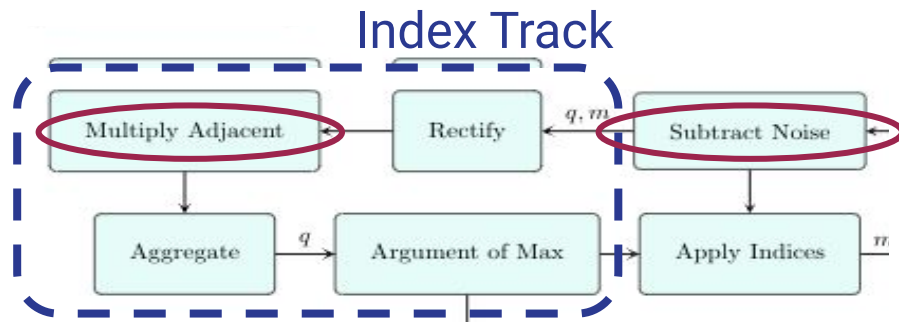 Index Track
Multiply Adjacent
Rectify
q, m
Subtract Noise
Aggregate
q
Argument of Max
Apply Indices
m